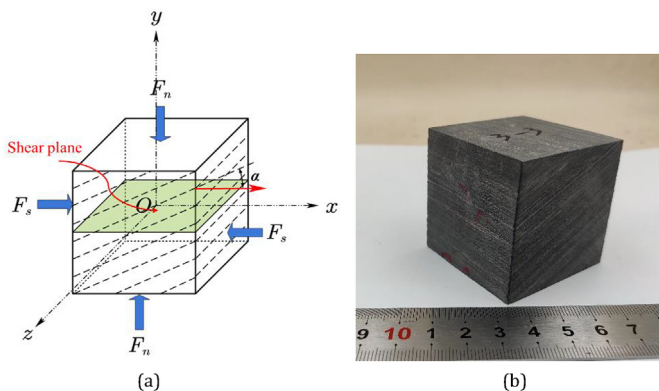 y
F_n
Shear plane
α
F_s
O
x
F_s
z
F_n
(a)
9 10 1 2 3 4 5 6 7
(b)